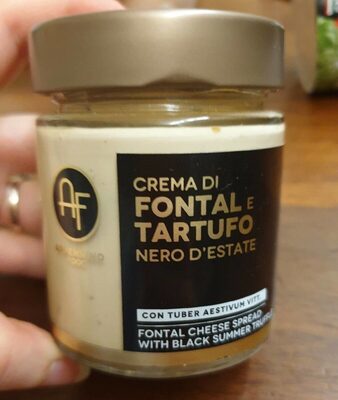 AF
CREMA DI
FONTAL E
TARTUFO
NERO D'ESTATE
CON TUBER AESTIVUM VITT.
FONTAL CHEESE SPREAD
WITH BLACK SUMMER TRUFFLE